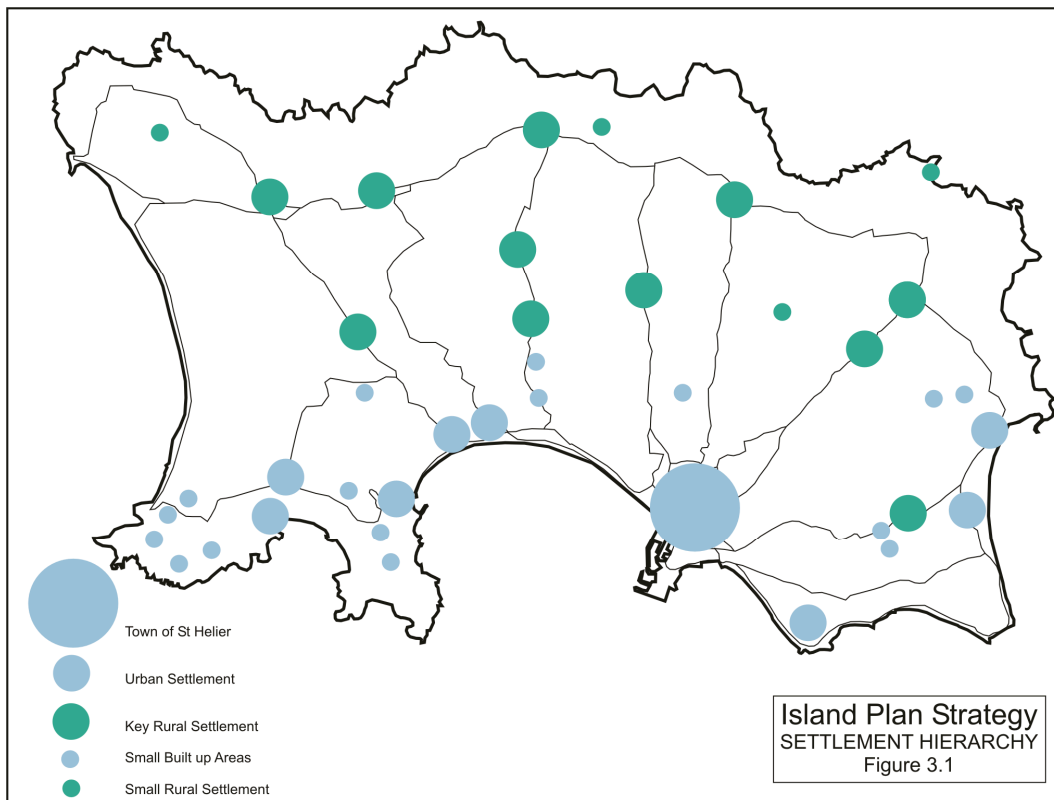 Town of St Helier
Urban Settlement
Key Rural Settlement
Small Built up Areas
Small Rural Settlement
Island Plan Strategy
SETTLEMENT HIERARCHY
Figure 3.1